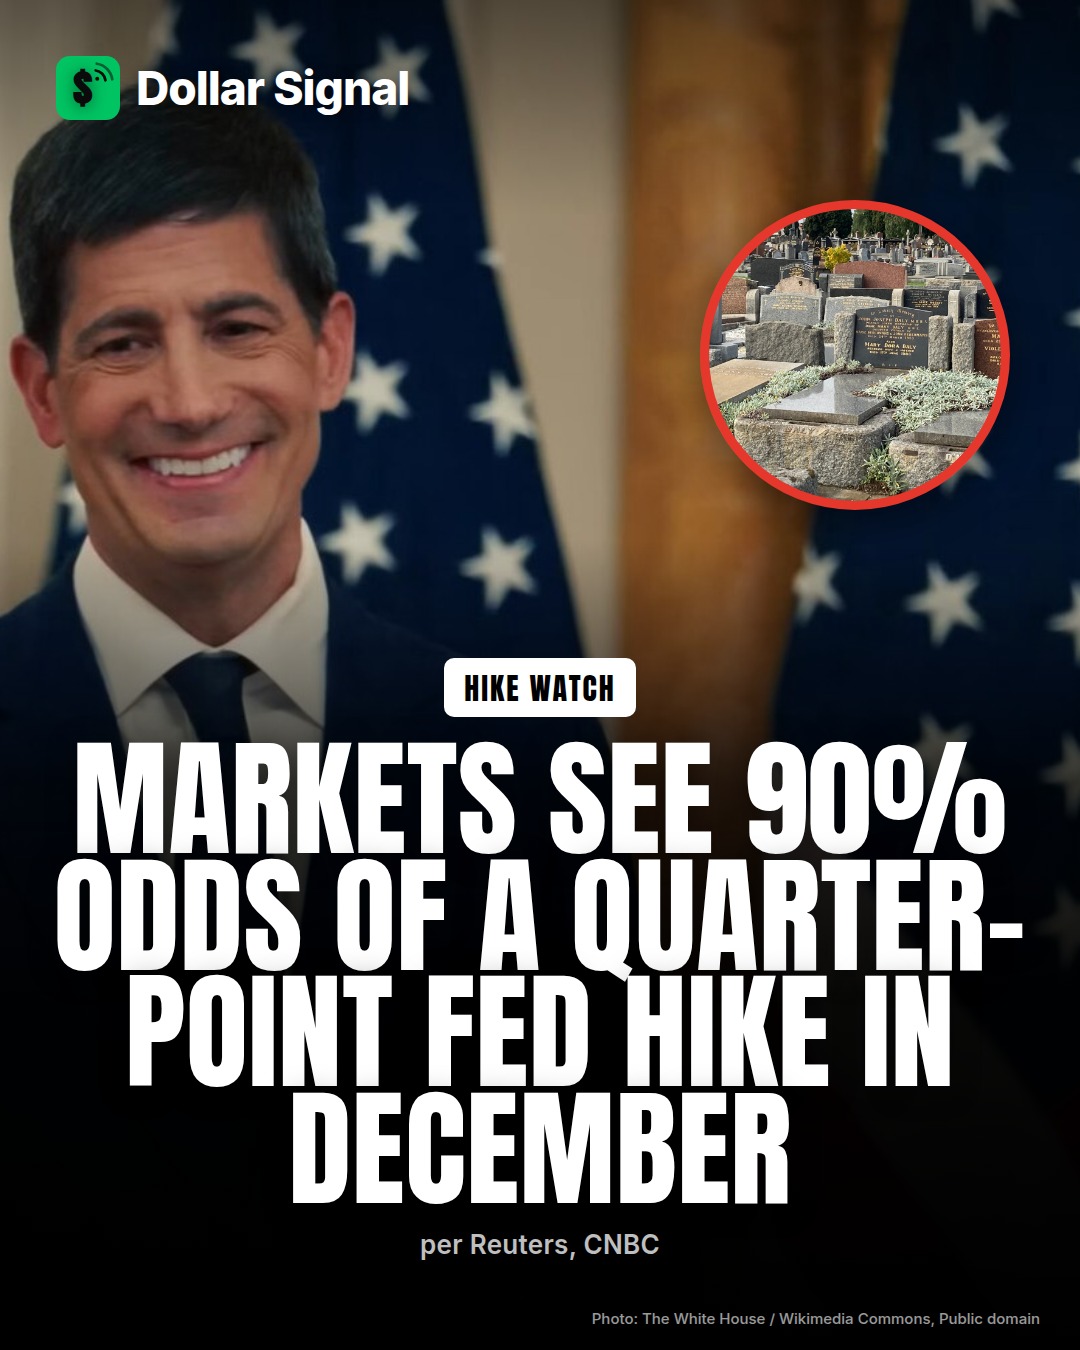 Dollar Signal
HIKE WATCH
MARKETS SEE 90%
ODDS OF A QUARTER-
POINT FED HIKE IN
DECEMBER
per Reuters, CNBC
Photo: The White House / Wikimedia Commons, Public domain